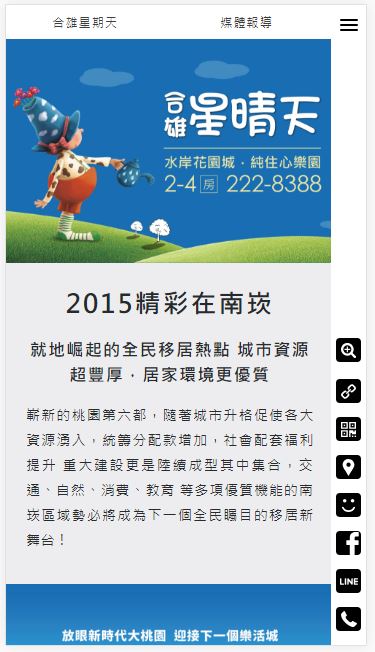 合雄星期天 媒體報導
合雄星晴天
水岸花園城．純住心樂園
2-4房 222-8388
2015精彩在南崁
就地崛起的全民移居熱點 城市資源
超豐厚．居家環境更優質
嶄新的桃園第六都，隨著城市升格促使各大
資源湧入，統籌分配款增加，社會配套福利
提升 重大建設更是陸續成型其中集合，交
通、自然、消費、教育 等多項優質機能的南
崁區域勢必將成為下一個全民矚目的移居新
舞台！
放眼新時代大桃園 迎接下一個樂活城
LINE